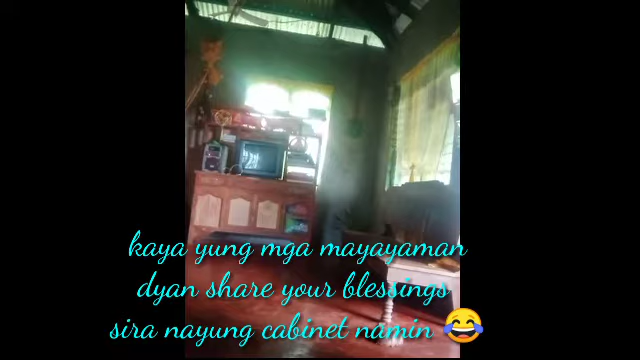 kaya yung mga mayayaman
dyan share your blessings
sira nayung cabinet namin 😂